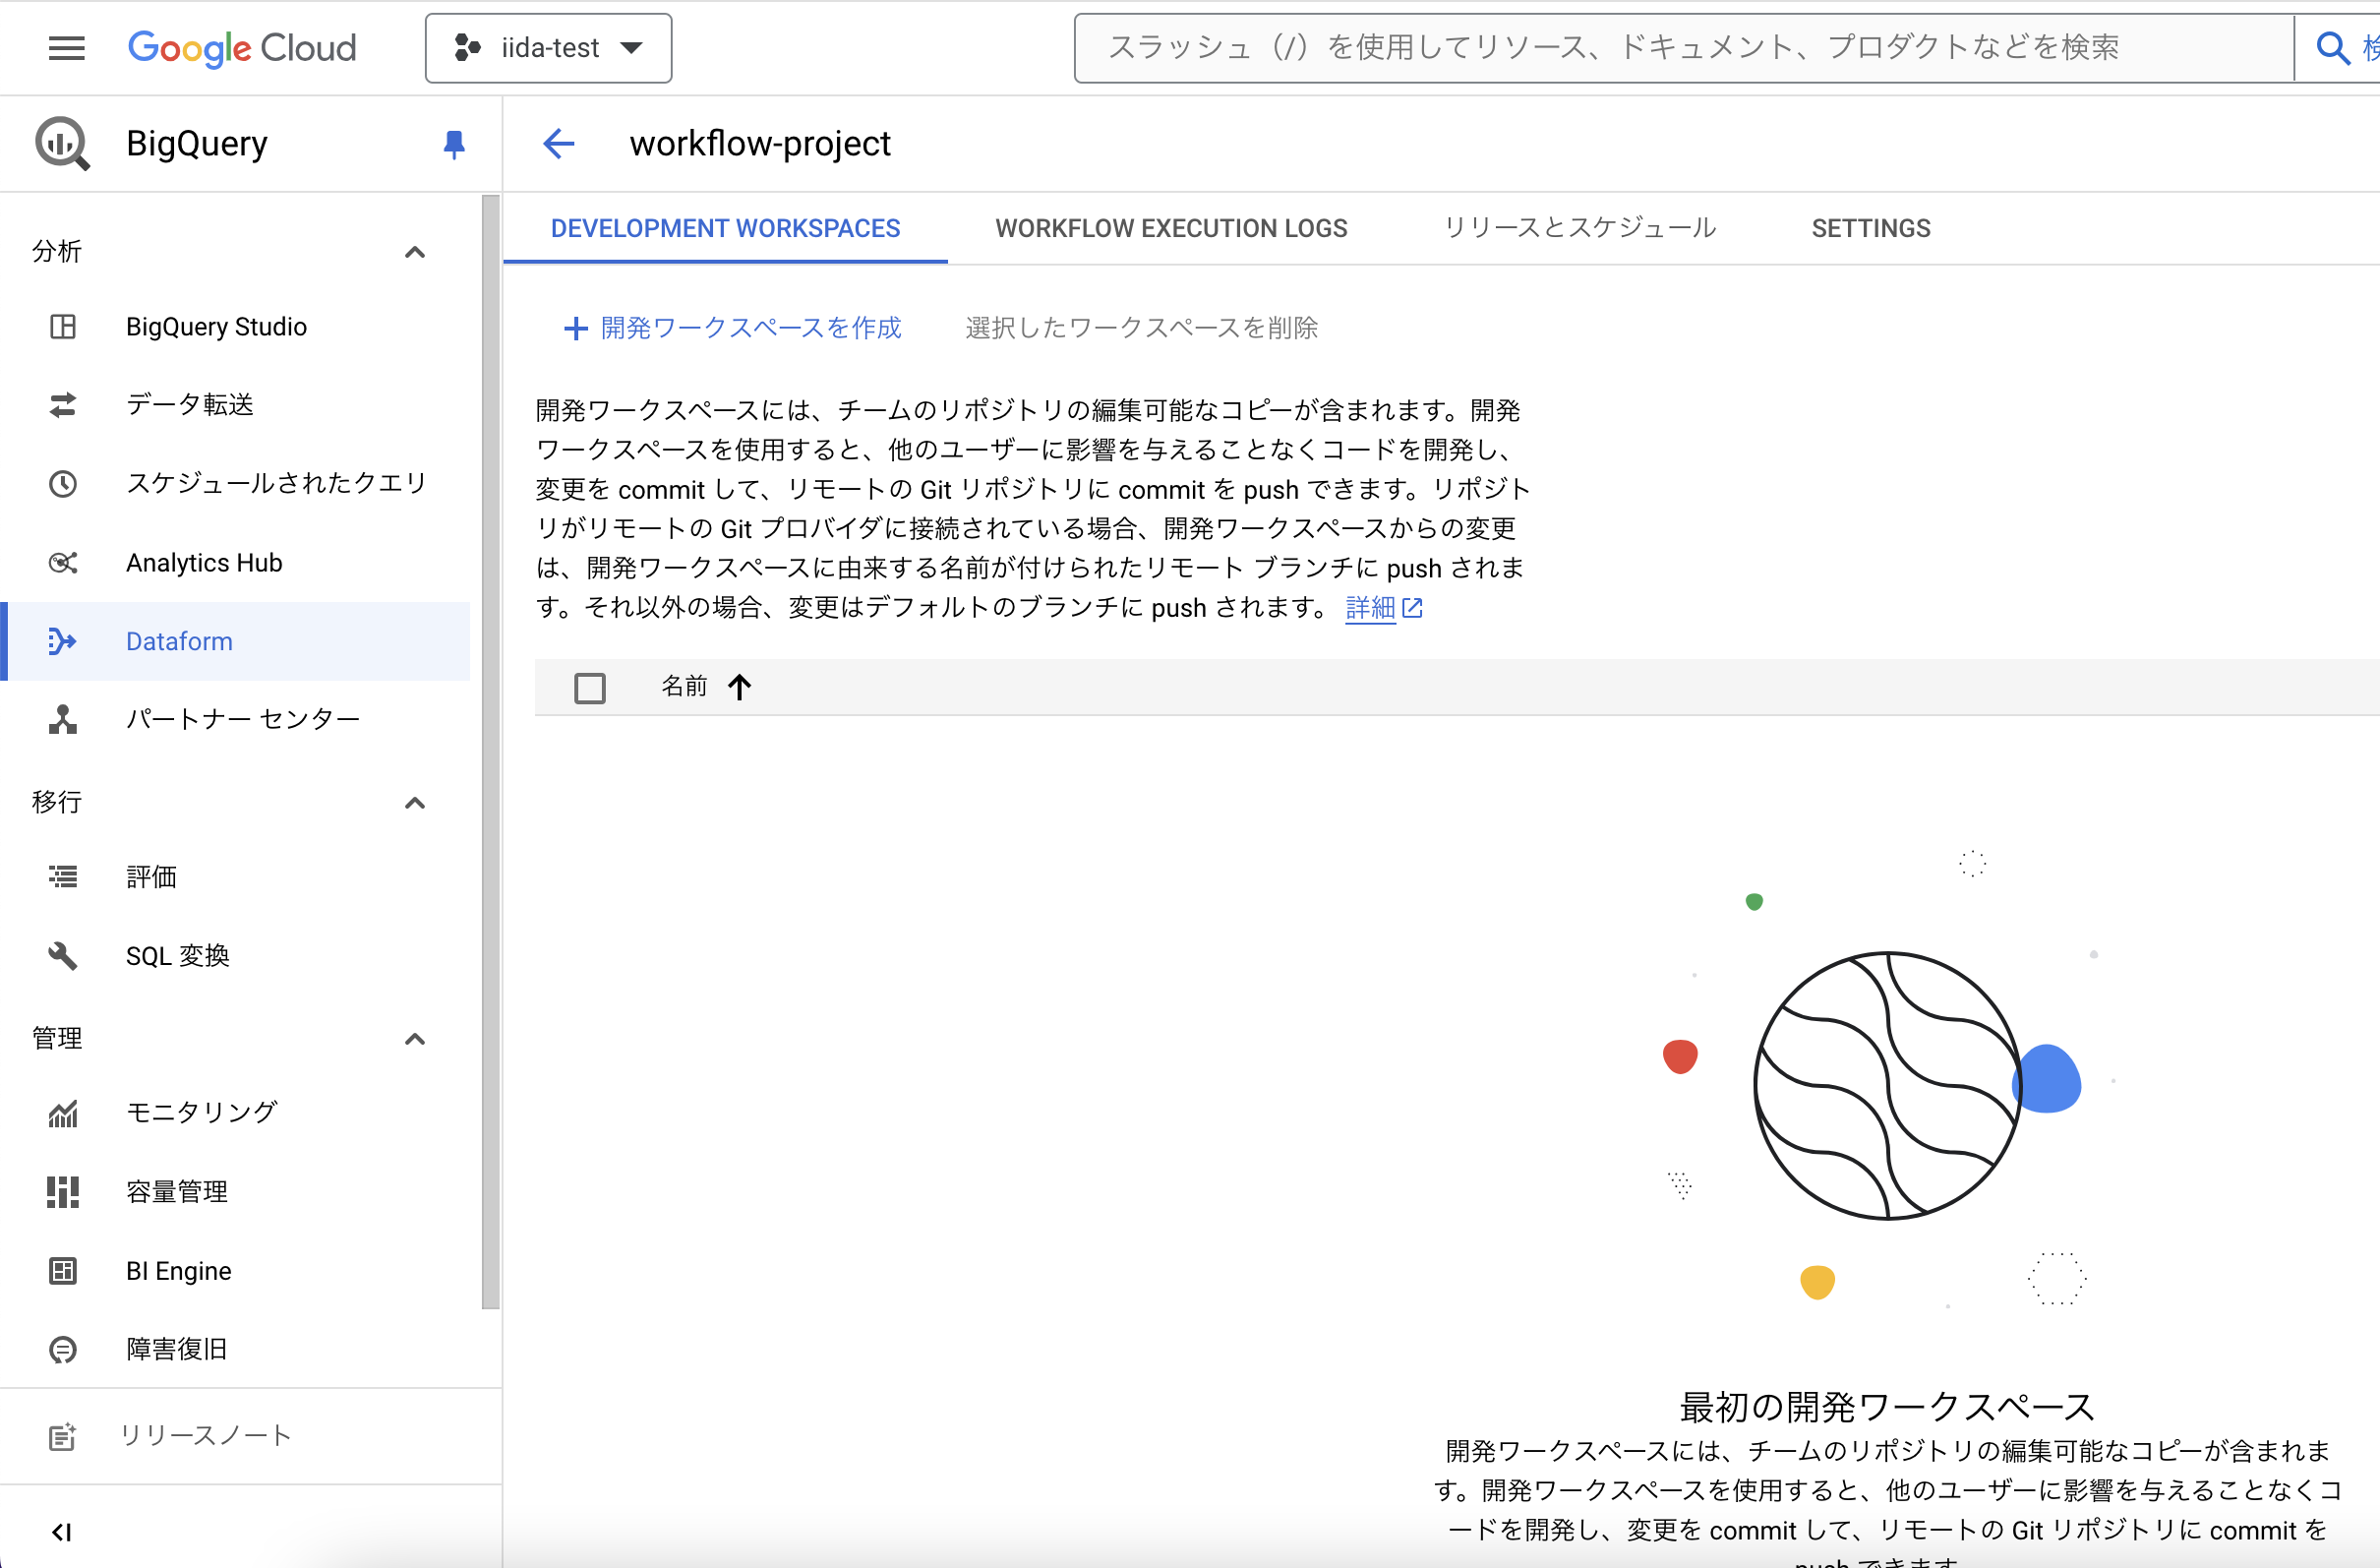 Google Cloud
iida-test
スラッシュ（/）を使用してリソース、ドキュメント、プロダクトなどを検索
BigQuery
workflow-project
DEVELOPMENT WORKSPACES
WORKFLOW EXECUTION LOGS
リリースとスケジュール
SETTINGS
分析
BigQuery Studio
データ転送
スケジュールされたクエリ
Analytics Hub
Dataform
パートナー センター
移行
評価
SQL 変換
管理
モニタリング
容量管理
BI Engine
障害復旧
リリースノート
開発ワークスペースを作成
選択したワークスペースを削除
開発ワークスペースには、チームのリポジトリの編集可能なコピーが含まれます。開発
ワークスペースを使用すると、他のユーザーに影響を与えることなくコードを開発し、
変更を commit して、リモートの Git リポジトリに commit を push できます。リポジト
リがリモートの Git プロバイダに接続されている場合、開発ワークスペースからの変更
は、開発ワークスペースに由来する名前が付けられたリモート ブランチに push されま
す。それ以外の場合、変更はデフォルトのブランチに push されます。 詳細
名前
最初の開発ワークスペース
開発ワークスペースには、チームのリポジトリの編集可能なコピーが含まれま
す。開発ワークスペースを使用すると、他のユーザーに影響を与えることなくコ
ードを開発し、変更を commit して、リモートの Git リポジトリに commit を
push できます。